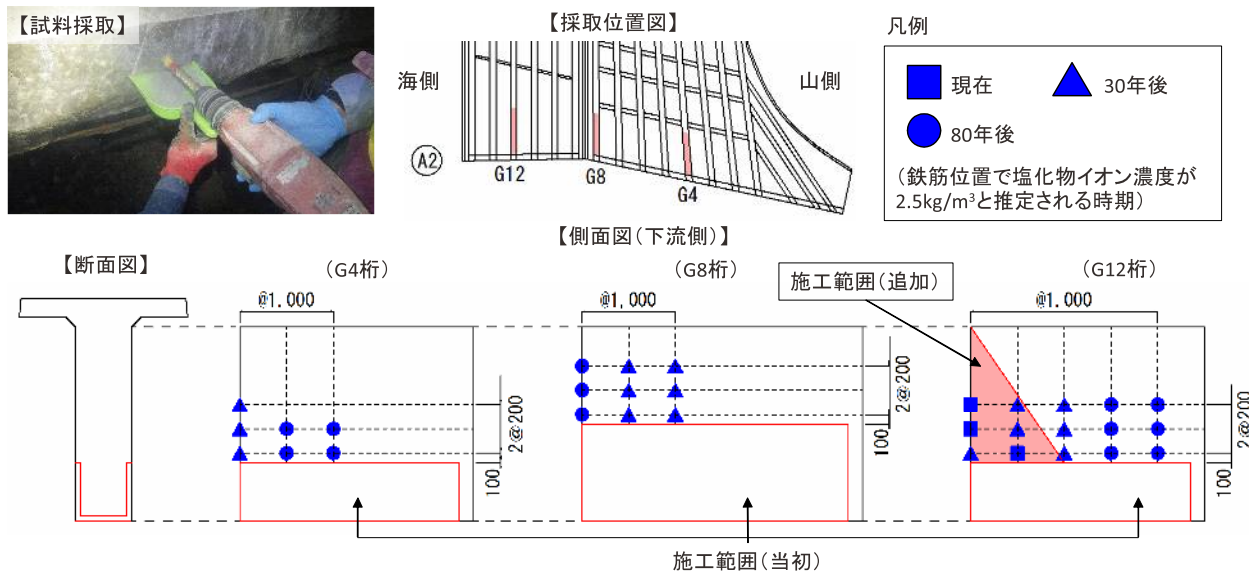 【試料採取】
【採取位置図】
海側
山側
A2
G12
G8
G4
凡例
現在
30年後
80年後
（鉄筋位置で塩化物イオン濃度が
2.5kg/m³と推定される時期）
【側面図（下流側）】
【断面図】
（G4桁）
（G8桁）
（G12桁）
施工範囲（追加）
@1,000
@1,000
@1,000
2@200
100
2@200
100
2@200
100
施工範囲（当初）